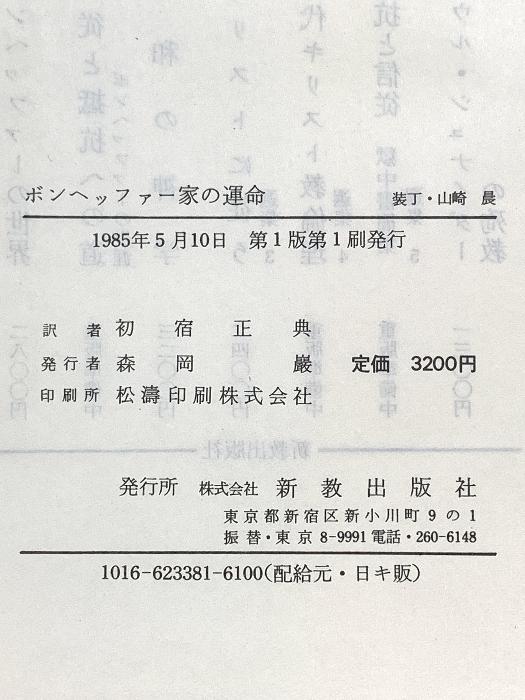 ボンヘッファー家の運命 装丁・山崎 晨
1985年5月10日 第1版第1刷発行
訳者 初宿正典
発行者 森岡巖 定価 3200円
印刷所 松濤印刷株式会社
発行所 株式会社 新教出版社
東京都新宿区新小川町9の1
振替・東京 8-9991 電話・260-6148
1016-623381-6100(配給元・日キ販)